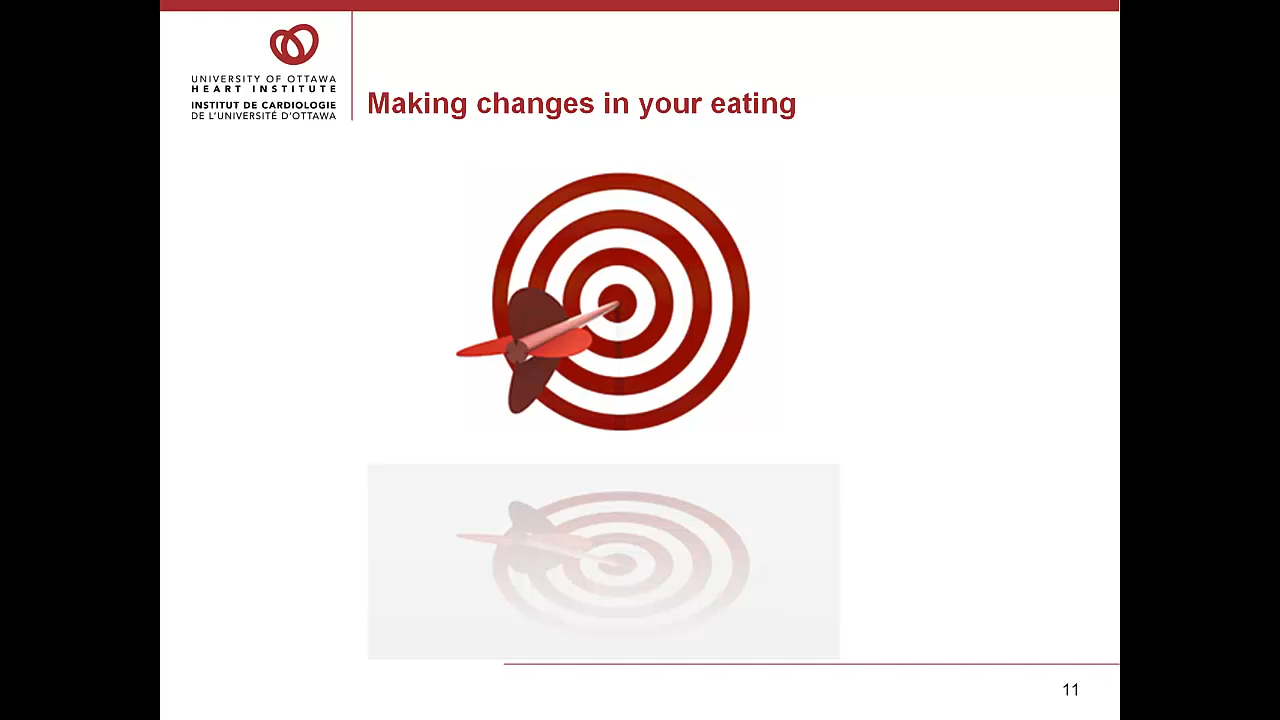 UNIVERSITY OF OTTAWA
HEART INSTITUTE
INSTITUT DE CARDIOLOGIE
DE L'UNIVERSITÉ D'OTTAWA
Making changes in your eating
11